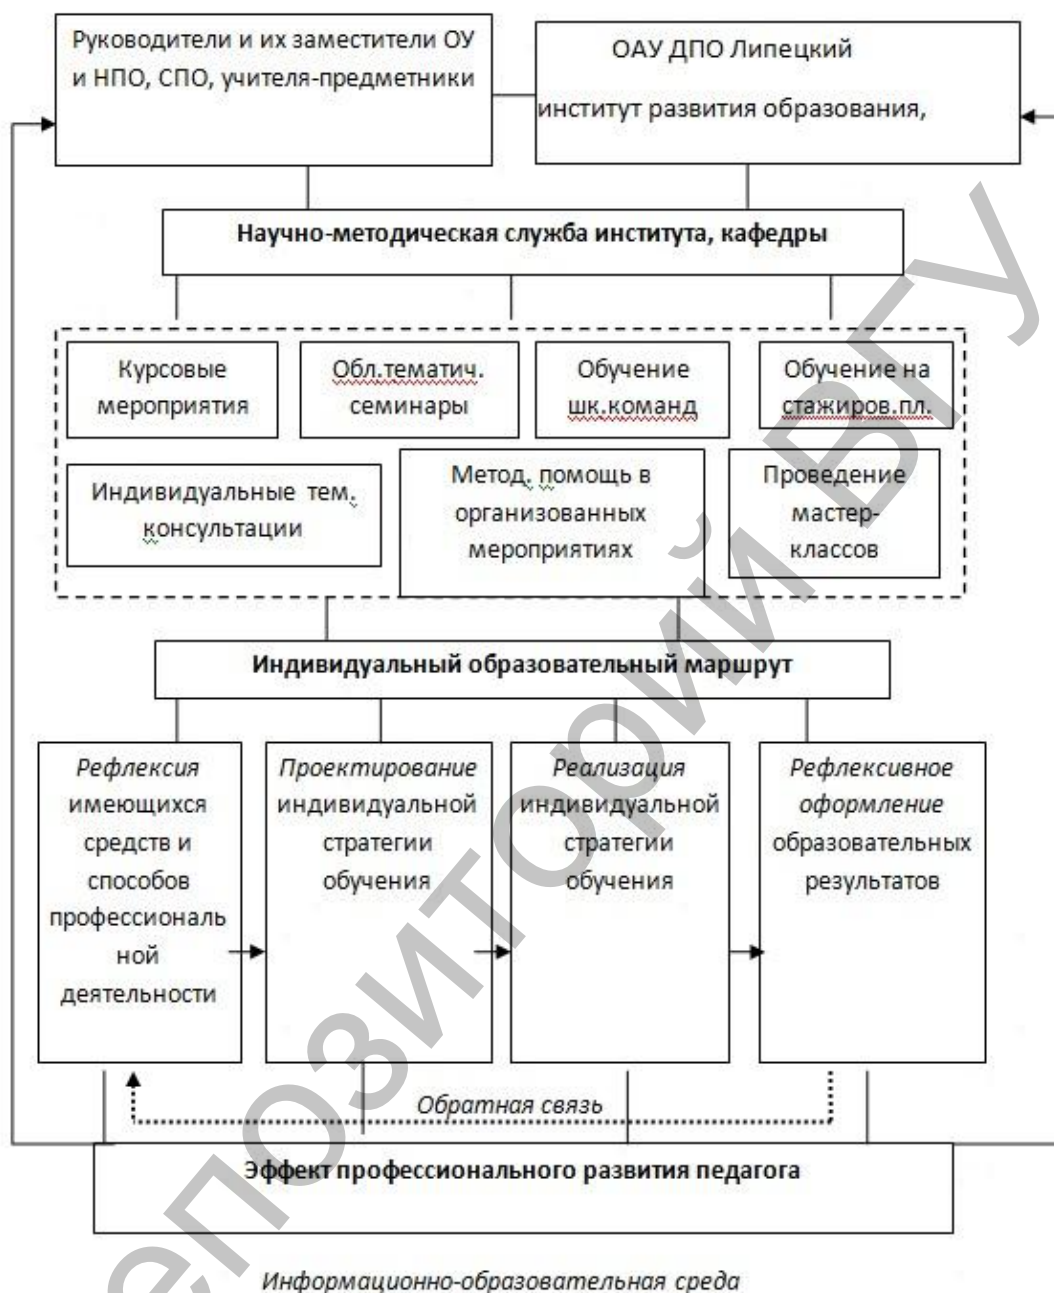 Руководители и их заместители ОУ
и НПО, СПО, учителя-предметники
ОАУ ДПО Липецкий
институт развития образования,
Научно-методическая служба института, кафедры
Курсовые
мероприятия
Обл.тематич.
семинары
Обучение
шк.команд
Обучение на
стажиров.пл.
Индивидуальные тем.
консультации
Метод. помощь в
организованных
мероприятиях
Проведение
мастер-
классов
Индивидуальный образовательный маршрут
Рефлексия
имеющихся
средств и
способов
профессиональ
ной
деятельности
Проектирование
индивидуальной
стратегии
обучения
Реализация
индивидуальной
стратегии
обучения
Рефлексивное
оформление
образовательных
результатов
Обратная связь
Эффект профессионального развития педагога
Информационно-образовательная среда
епозиторий ВГУ